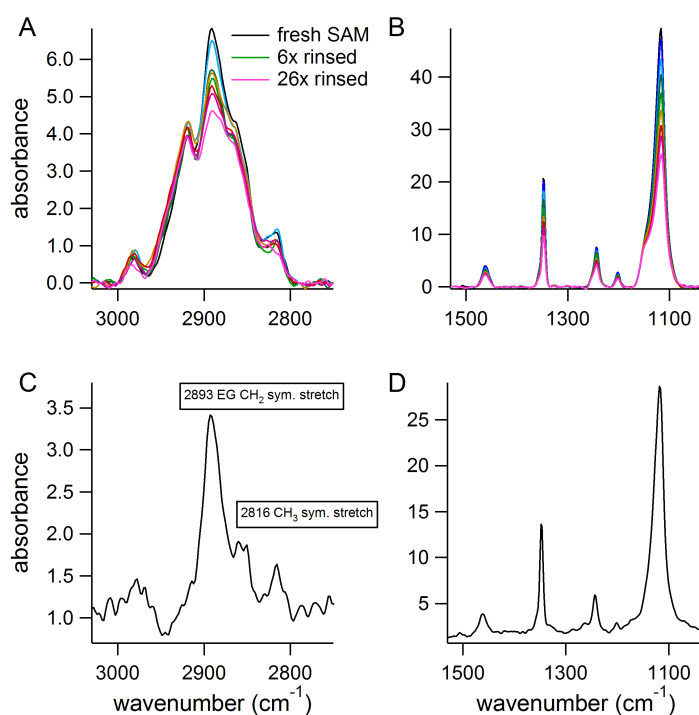 A
fresh SAM
6x rinsed
26x rinsed
absorbance
6.0
5.0
4.0
3.0
2.0
1.0
0.0
3000 2900 2800
B
40
30
20
10
0
1500 1300 1100
C
2893 EG CH₂ sym. stretch
2816 CH₃ sym. stretch
absorbance
3.5
3.0
2.5
2.0
1.5
1.0
3000 2900 2800
wavenumber (cm⁻¹)
D
25
20
15
10
5
1500 1300 1100
wavenumber (cm⁻¹)